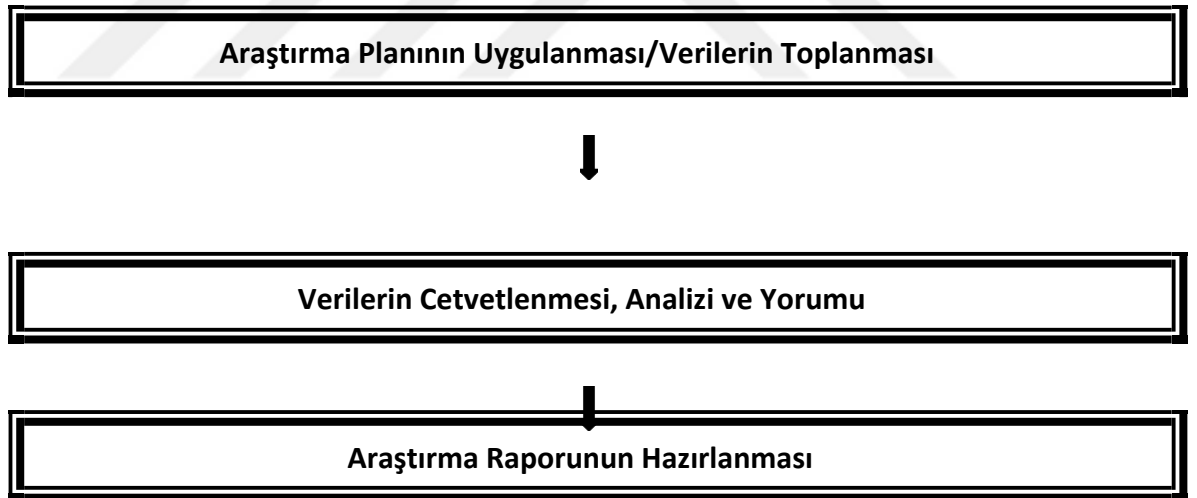 Araştırma Planının Uygulanması/Verilerin Toplanması
Verilerin Cetvetlenmesi, Analizi ve Yorumu
Araştırma Raporunun Hazırlanması